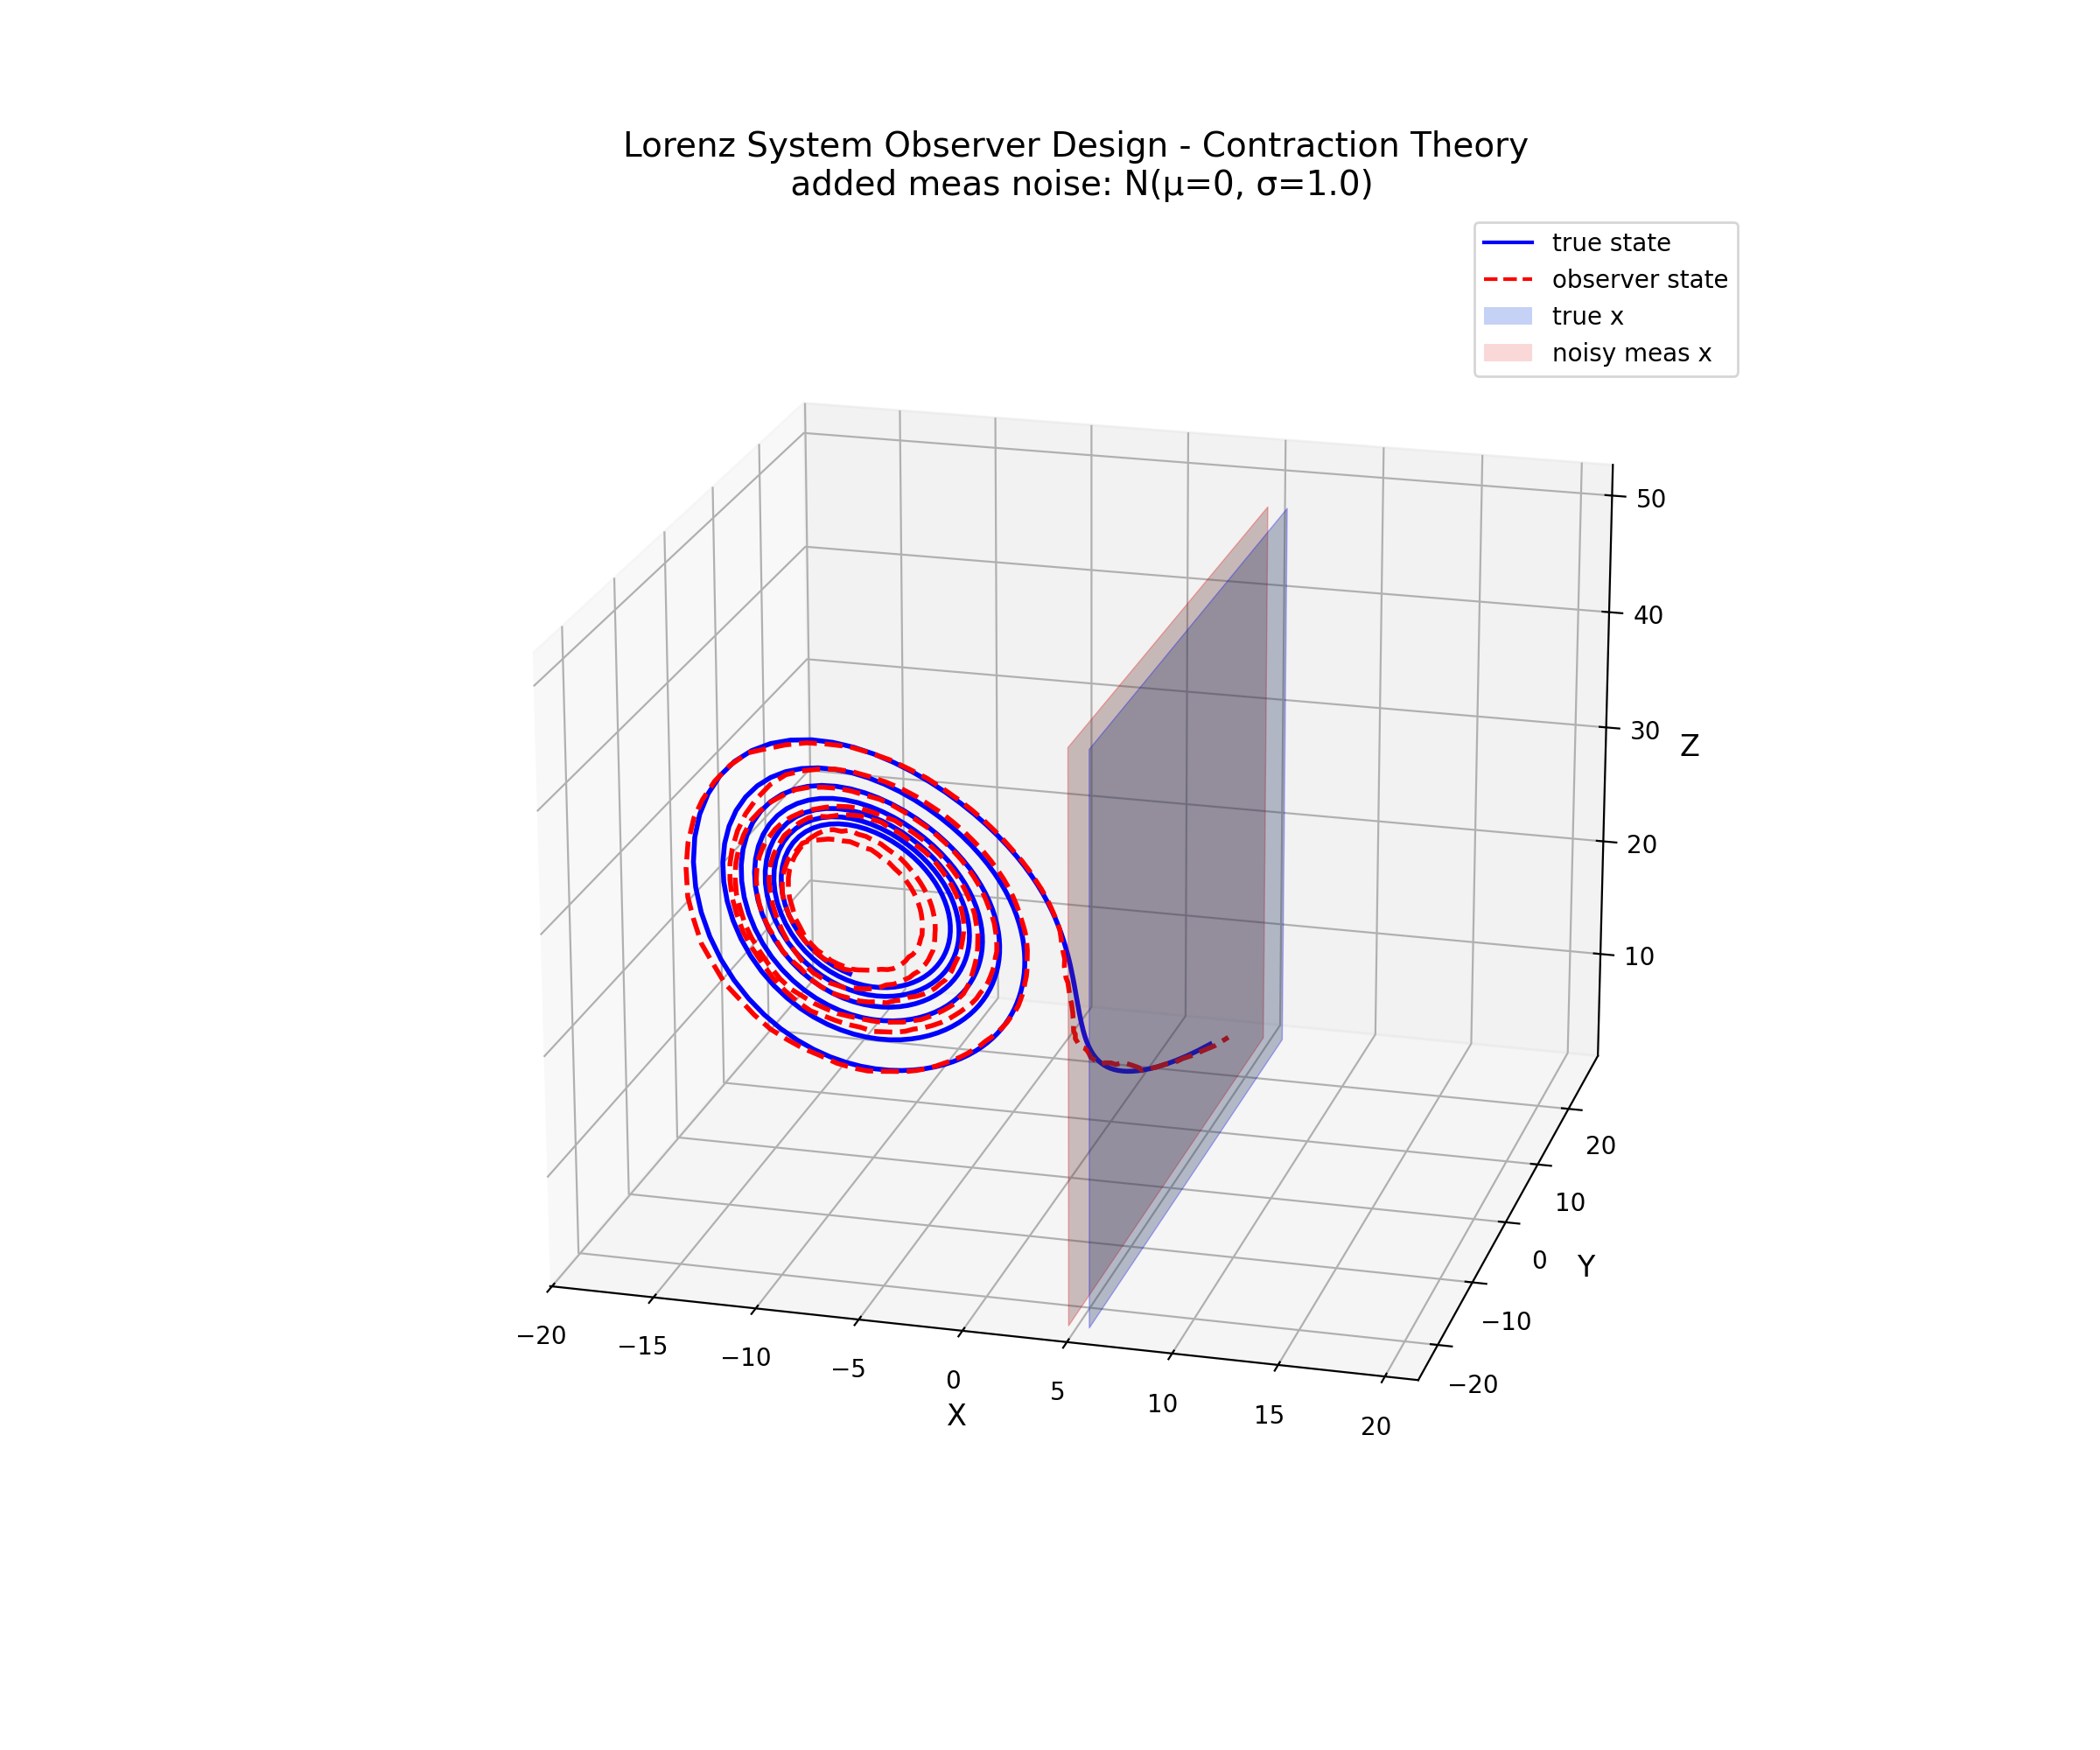 Lorenz System Observer Design - Contraction Theory
added meas noise: N(μ=0, σ=1.0)
true state
observer state
true x
noisy meas x
50
40
30
Z
20
10
20
10
0
Y
−10
−20
−20
−15
−10
−5
0
5
10
15
20
X